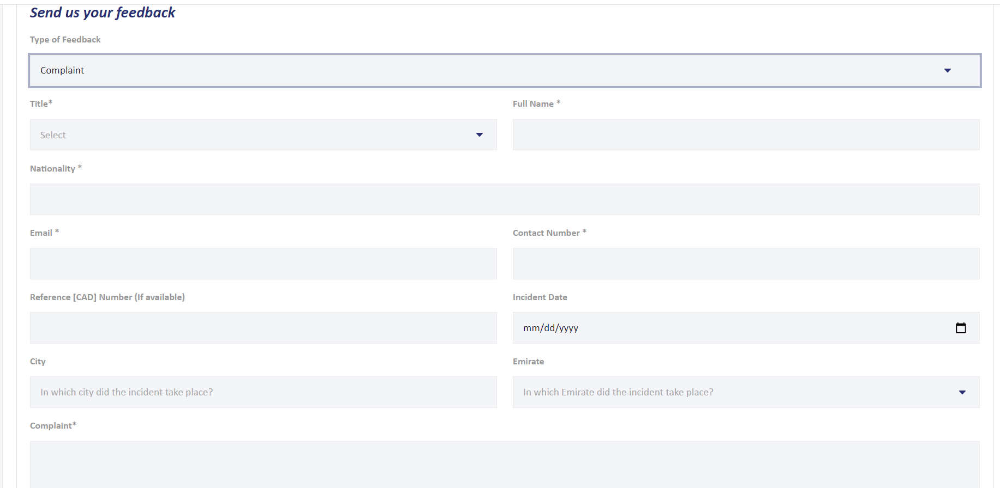 Send us your feedback
Type of Feedback
Complaint
Title*
Full Name *
Select
Nationality *
Email *
Contact Number *
Reference [CAD] Number (If available)
Incident Date
mm/dd/yyyy
City
Emirate
In which city did the incident take place?
In which Emirate did the incident take place?
Complaint*